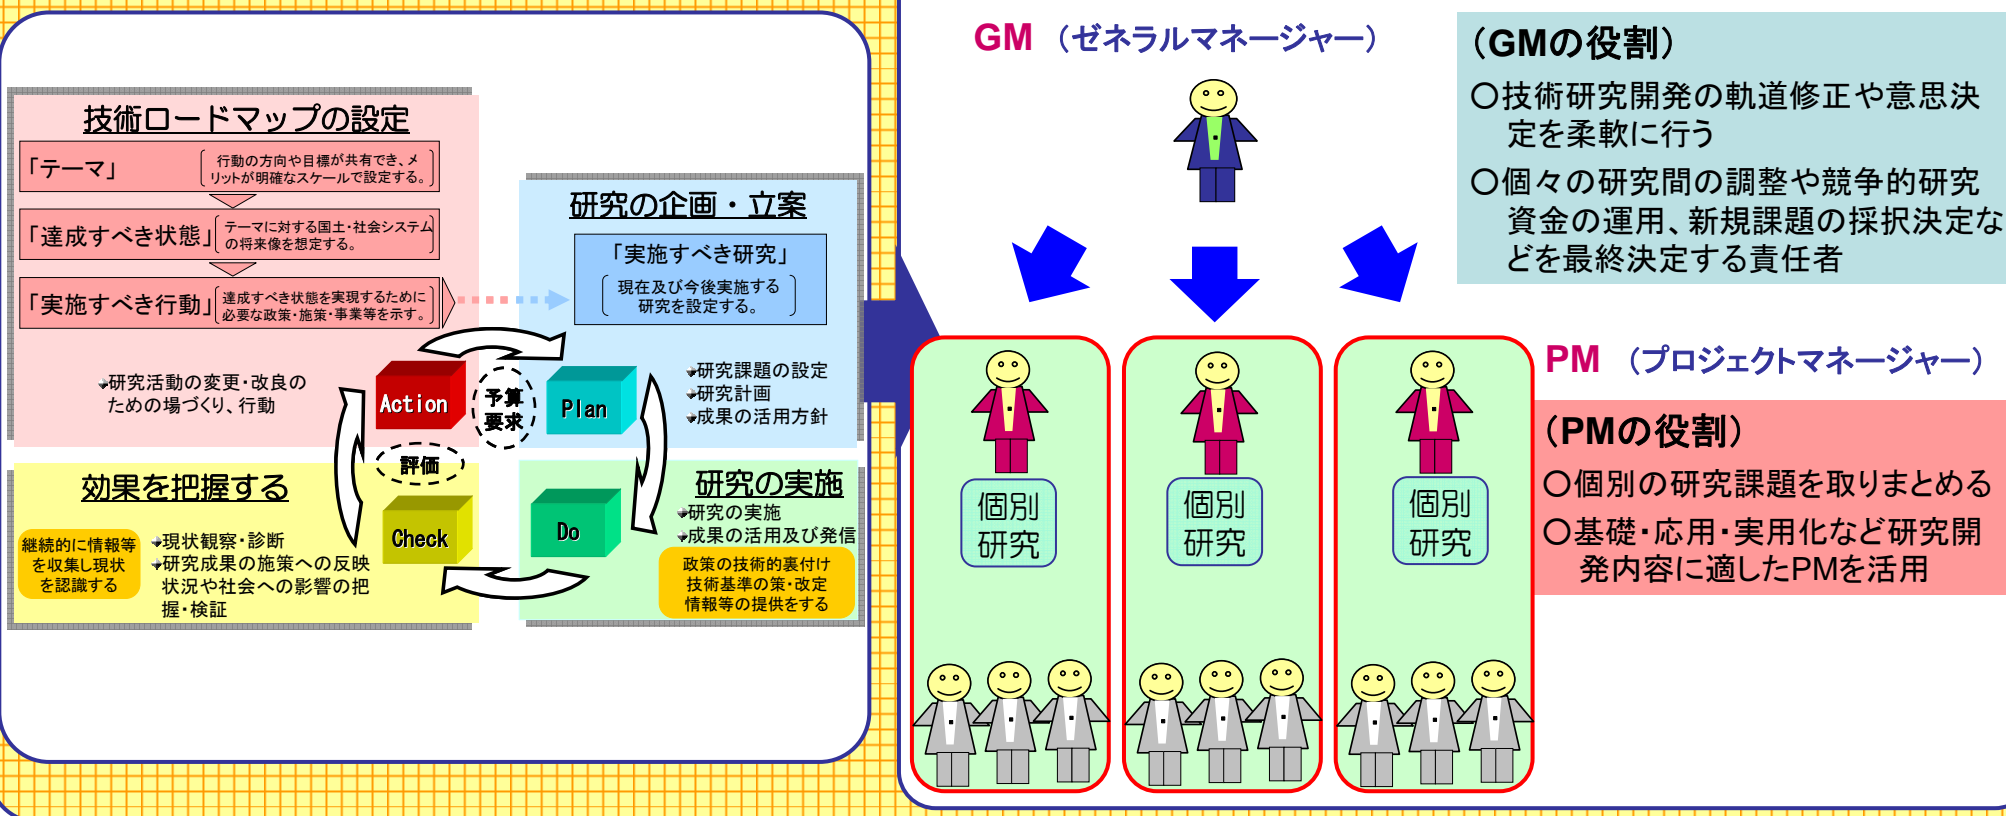 技術ロードマップの設定
「テーマ」
行動の方向や目標が共有でき、メ
リットが明確なスケールで設定する。
「達成すべき状態」
テーマに対する国土・社会システム
の将来像を想定する。
「実施すべき行動」
達成すべき状態を実現するために
必要な政策・施策・事業等を示す。
研究活動の変更・改良の
ための場づくり、行動
研究の企画・立案
「実施すべき研究」
現在及び今後実施する
研究を設定する。
研究課題の設定
研究計画
成果の活用方針
Action
予算
要求
Plan
評価
Check
Do
効果を把握する
継続的に情報等
を収集し現状
を認識する
現状観察・診断
研究成果の施策への反映
状況や社会への影響の把
握・検証
研究の実施
研究の実施
成果の活用及び発信
政策の技術的裏付け
技術基準の策・改定
情報等の提供をする
GM （ゼネラルマネージャー）
（GMの役割）
○技術研究開発の軌道修正や意思決
定を柔軟に行う
○個々の研究間の調整や競争的研究
資金の運用、新規課題の採択決定な
どを最終決定する責任者
PM （プロジェクトマネージャー）
（PMの役割）
○個別の研究課題を取りまとめる
○基礎・応用・実用化など研究開
発内容に適したPMを活用
個別
研究
個別
研究
個別
研究